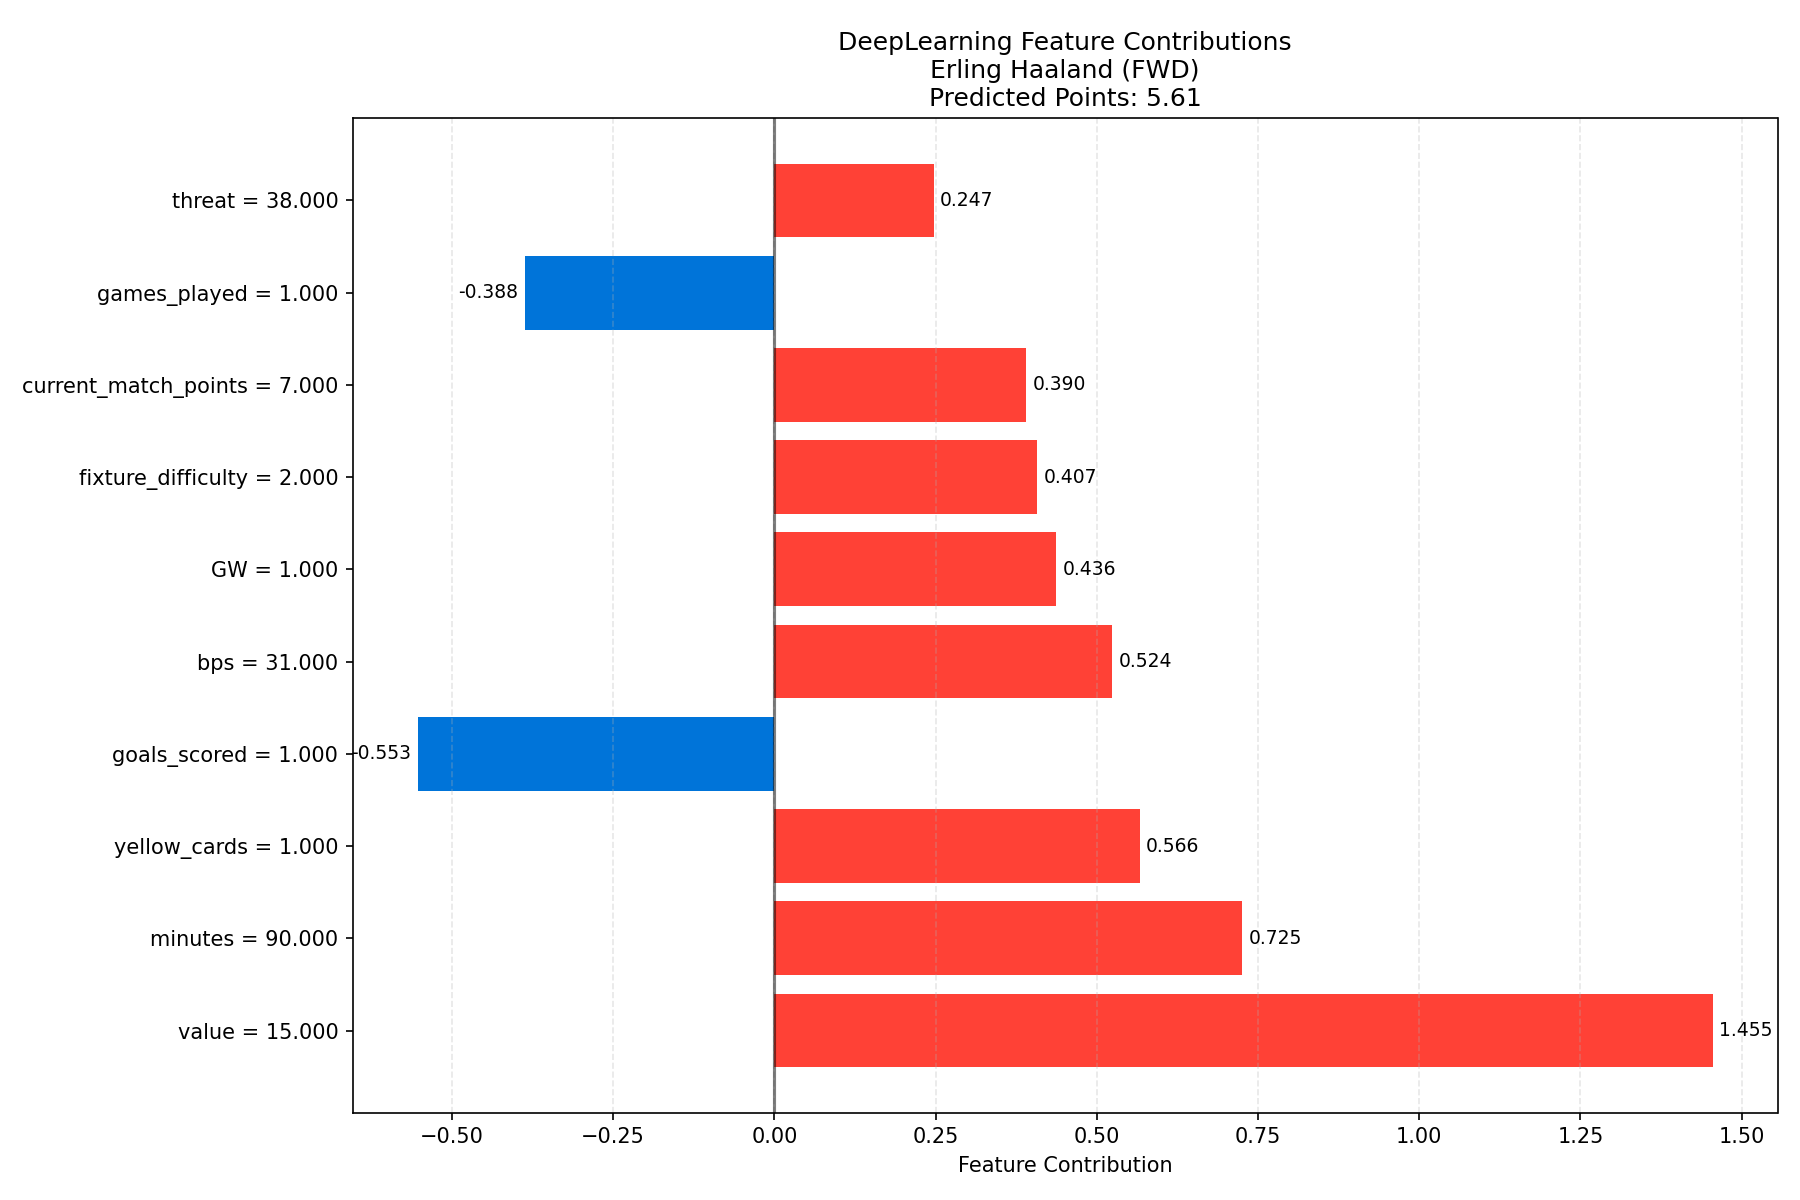 DeepLearning Feature Contributions
Erling Haaland (FWD)
Predicted Points: 5.61
threat = 38.000
0.247
games_played = 1.000
-0.388
current_match_points = 7.000
0.390
fixture_difficulty = 2.000
0.407
GW = 1.000
0.436
bps = 31.000
0.524
goals_scored = 1.000
-0.553
yellow_cards = 1.000
0.566
minutes = 90.000
0.725
value = 15.000
1.455
−0.50 −0.25 0.00 0.25 0.50 0.75 1.00 1.25 1.50
Feature Contribution